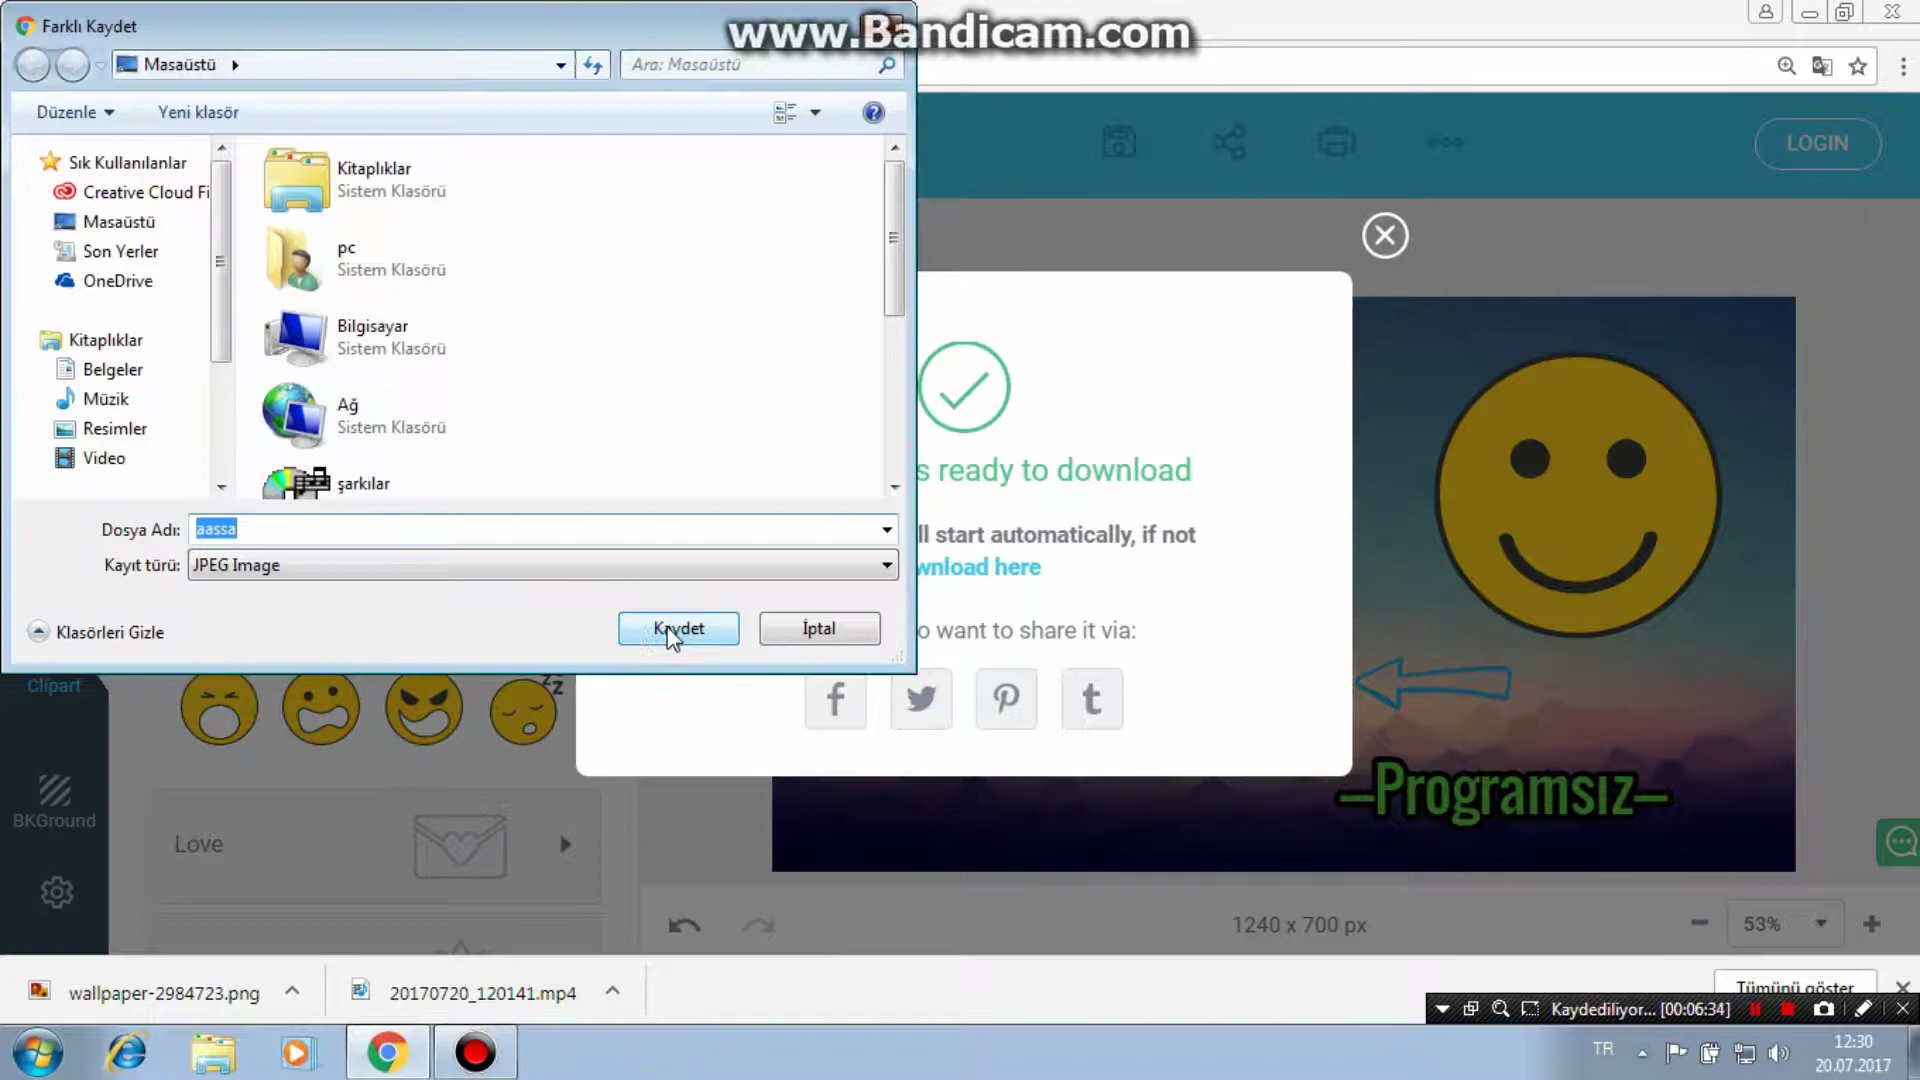 www.Bandicam.com
Farklı Kaydet
Masaüstü
Ara: Masaüstü
Düzenle
Yeni klasör
Sık Kullanılanlar
Creative Cloud Fi
Masaüstü
Son Yerler
OneDrive
Kitaplıklar
Belgeler
Müzik
Resimler
Video
Kitaplıklar
Sistem Klasörü
pc
Sistem Klasörü
Bilgisayar
Sistem Klasörü
Ağ
Sistem Klasörü
şarkılar
Dosya Adı: aassa
Kayıt türü: JPEG Image
Klasörleri Gizle
Kaydet
İptal
LOGIN
s ready to download
ll start automatically, if not
wnload here
o want to share it via:
Clipart
BKGround
Love
Programsız
1240 x 700 px
53%
wallpaper-2984723.png
20170720_120141.mp4
Tümünü göster
Kaydediliyor... [00:06:34]
TR
12:30
20.07.2017